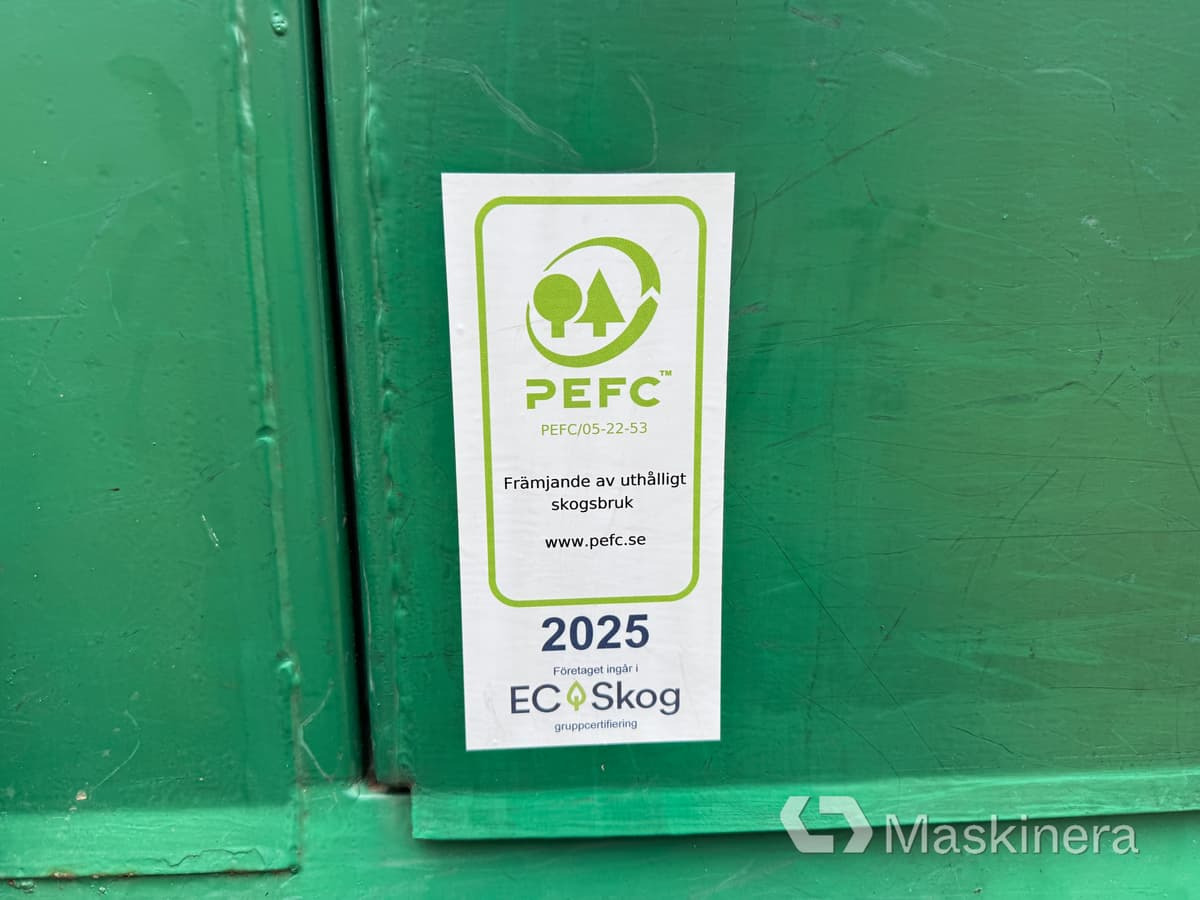 PEFC™
PEFC/05-22-53
Främjande av uthålligt
skogsbruk
www.pefc.se
2025
Företaget ingår i
ECOSkog
gruppcertifiering
Maskinera